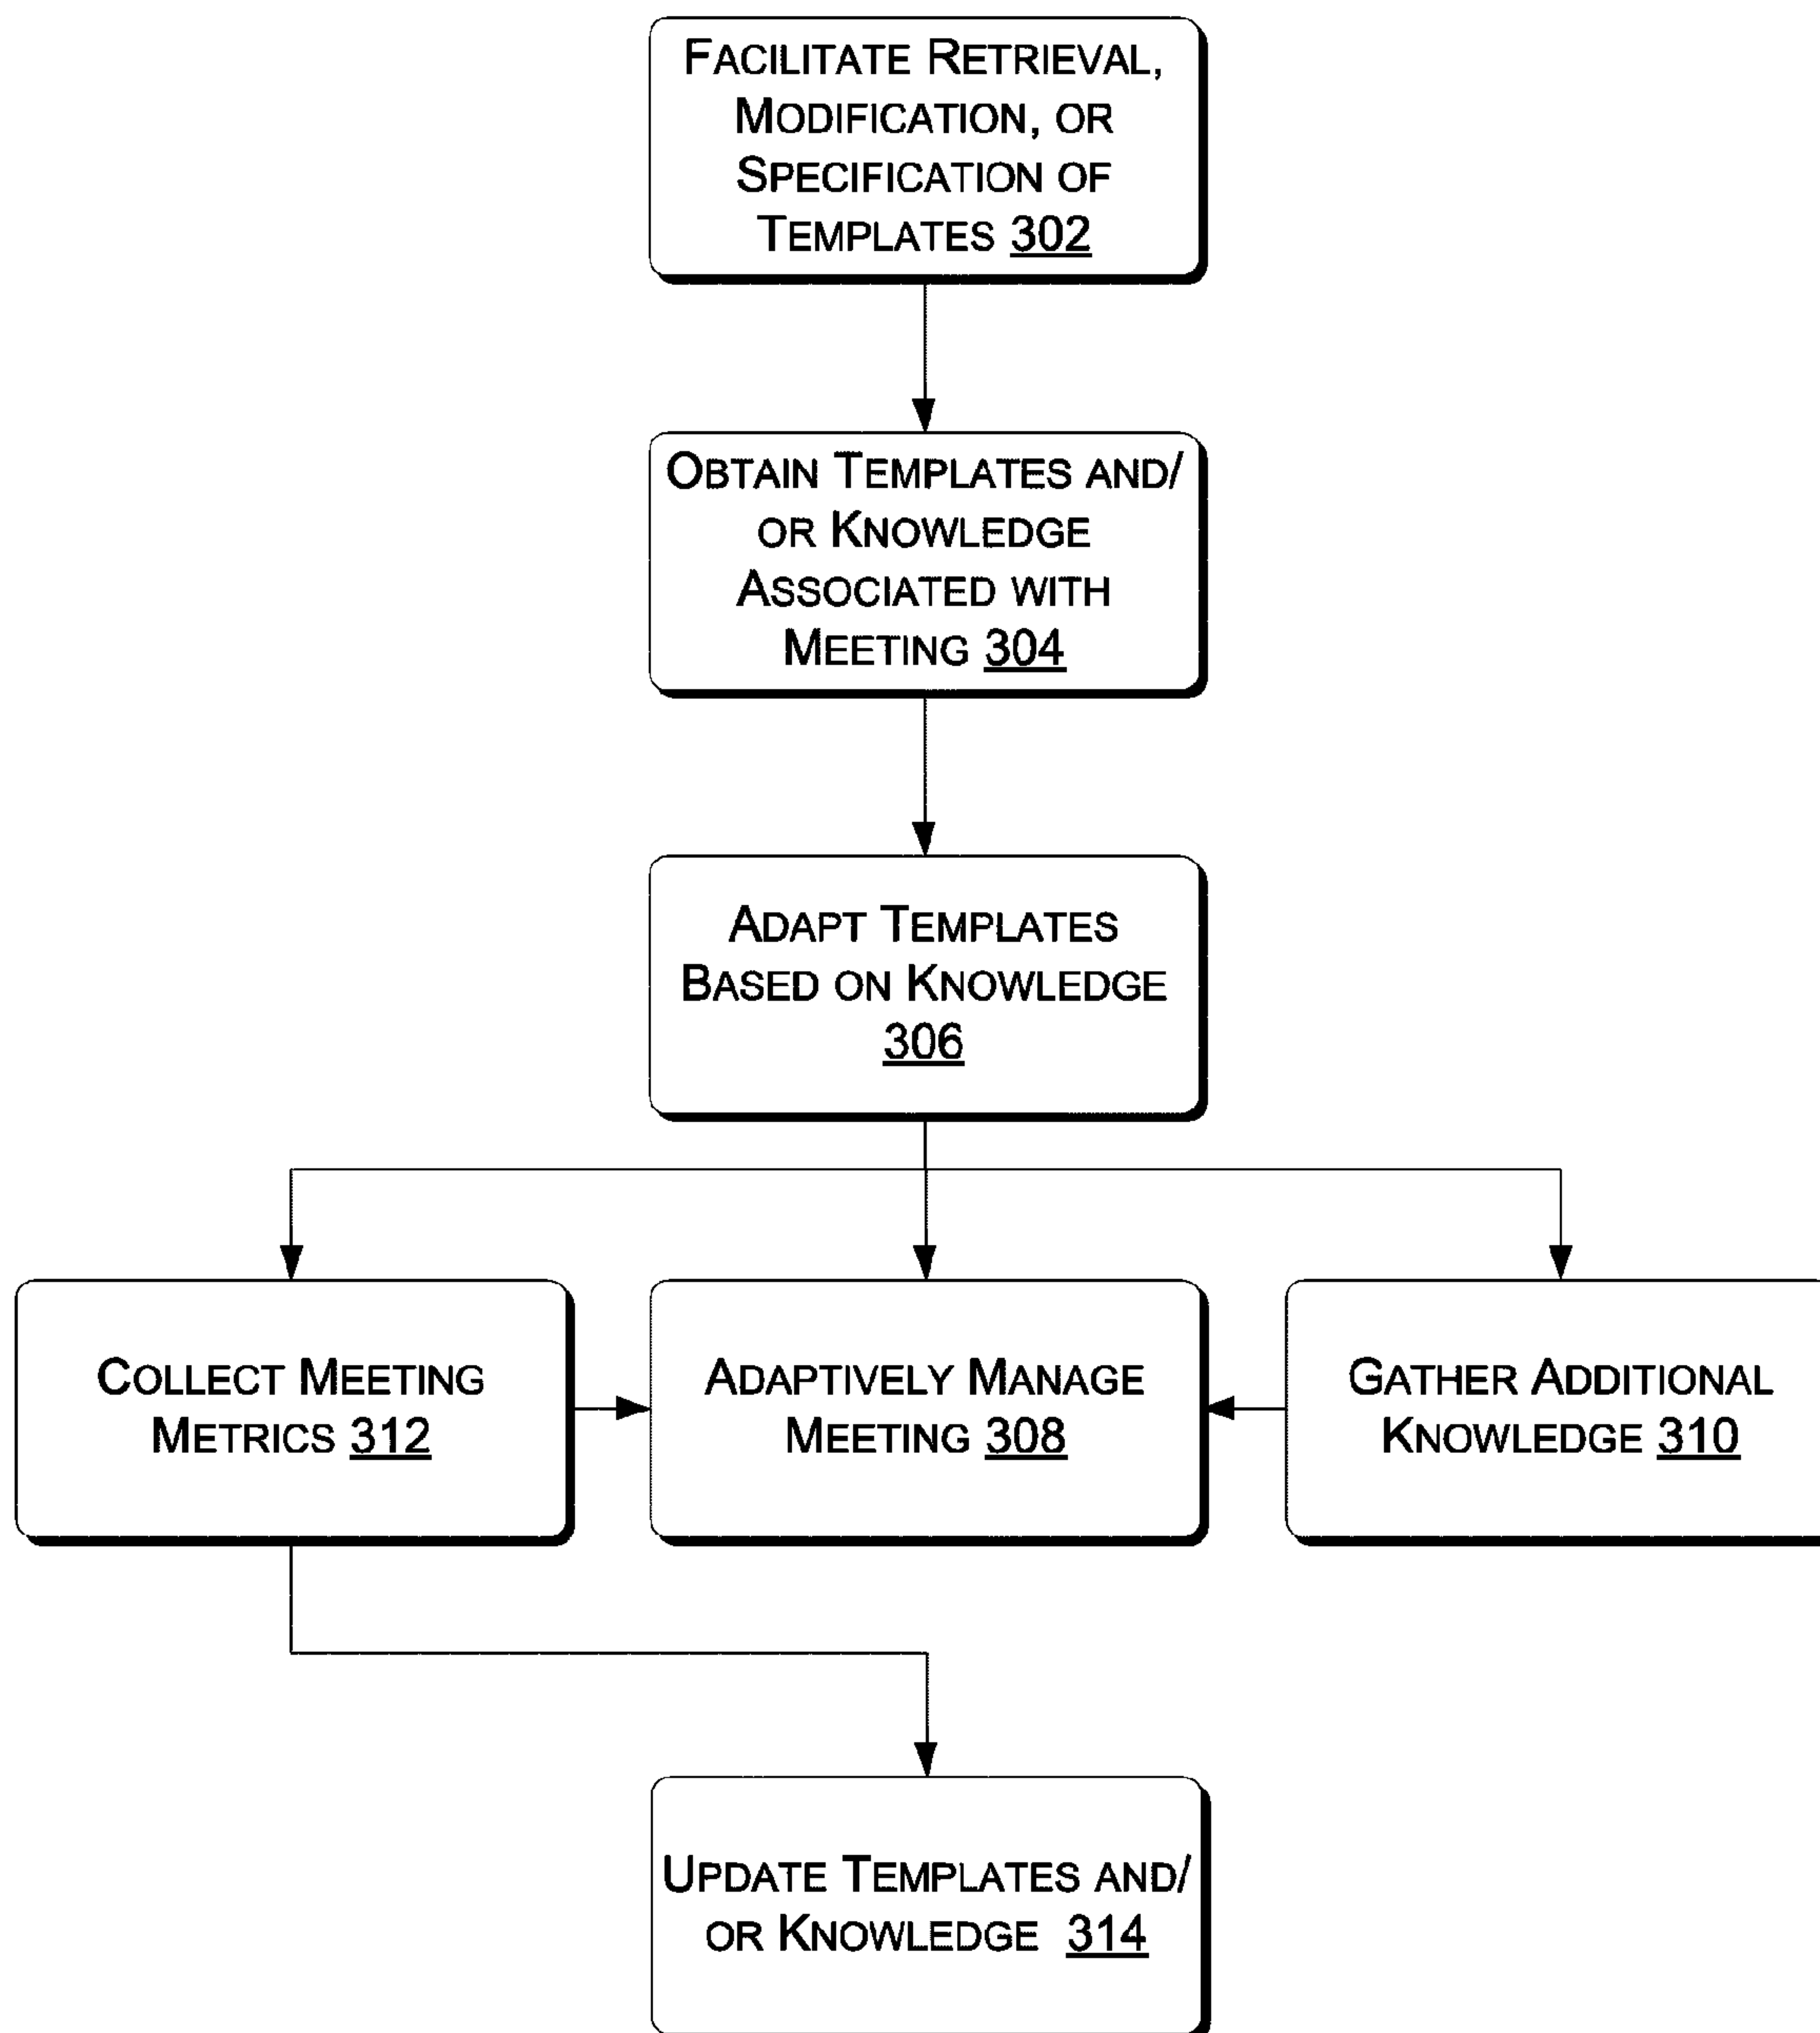 FACILITATE RETRIEVAL,
MODIFICATION, OR
SPECIFICATION OF
TEMPLATES 302
OBTAIN TEMPLATES AND/
OR KNOWLEDGE
ASSOCIATED WITH
MEETING 304
ADAPT TEMPLATES
BASED ON KNOWLEDGE
306
COLLECT MEETING
METRICS 312
ADAPTIVELY MANAGE
MEETING 308
GATHER ADDITIONAL
KNOWLEDGE 310
UPDATE TEMPLATES AND/
OR KNOWLEDGE 314